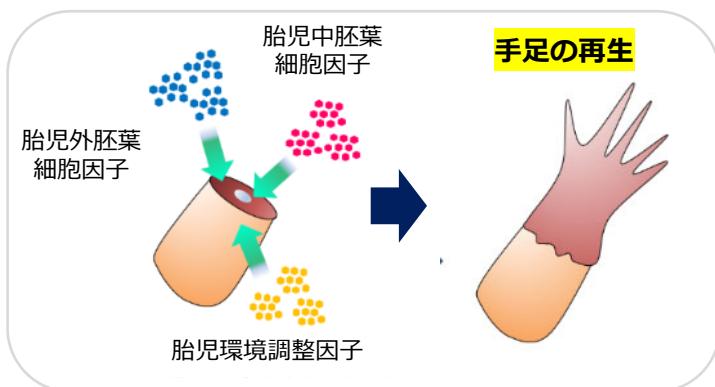 胎児中胚葉
細胞因子
手足の再生
胎児外胚葉
細胞因子
胎児環境調整因子